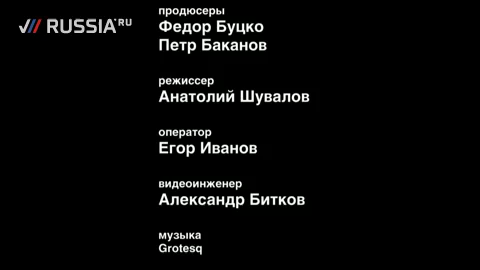 RUSSIA.RU
продюсеры
Федор Буцко
Петр Баканов
режиссер
Анатолий Шувалов
оператор
Егор Иванов
видеоинженер
Александр Битков
музыка
Grotesq